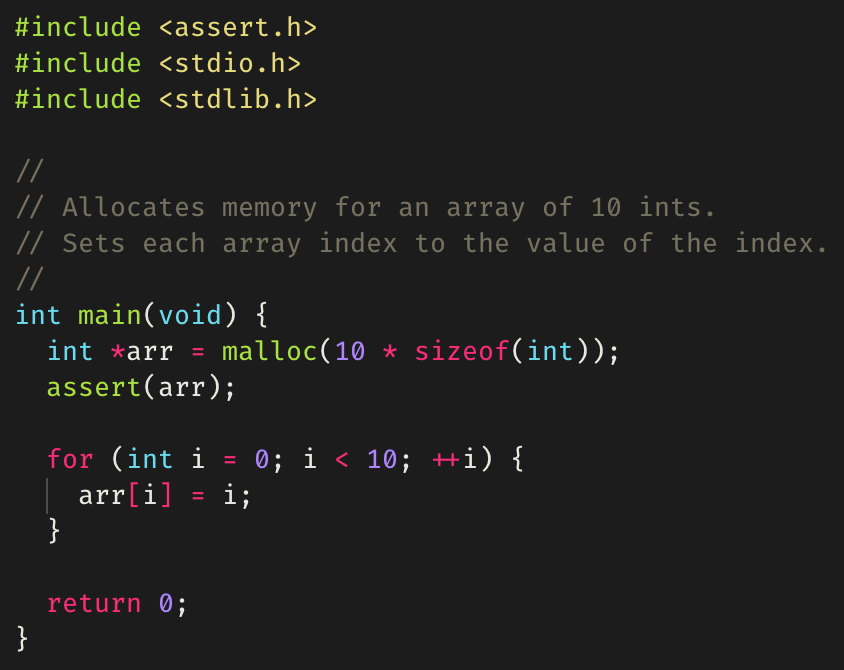 #include <assert.h>
#include <stdio.h>
#include <stdlib.h>

//
// Allocates memory for an array of 10 ints.
// Sets each array index to the value of the index.
//
int main(void) {
  int *arr = malloc(10 * sizeof(int));
  assert(arr);

  for (int i = 0; i < 10; ++i) {
    arr[i] = i;
  }

  return 0;
}